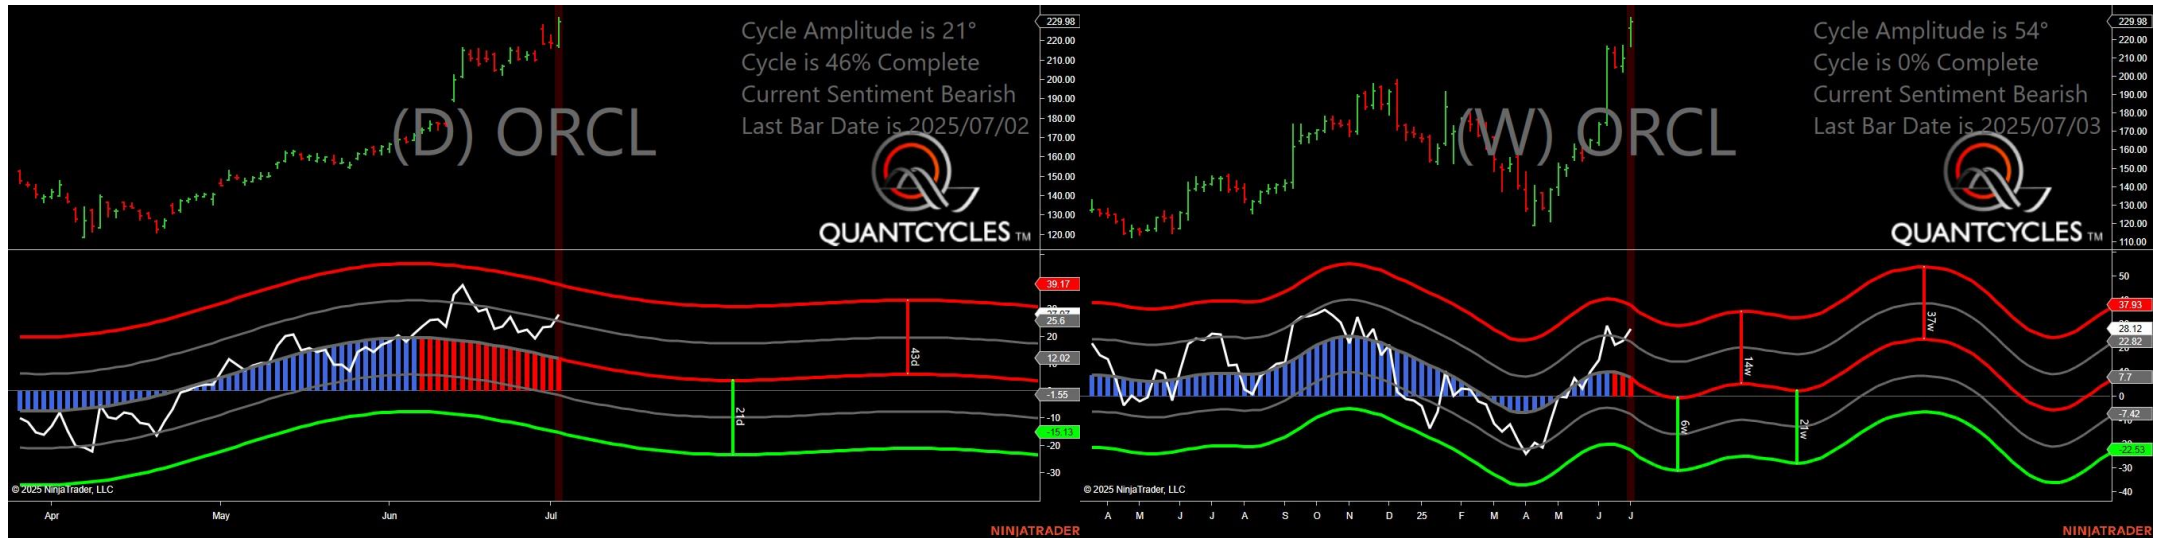 Cycle Amplitude is 21°
Cycle is 46% Complete
Current Sentiment Bearish
Last Bar Date is 2025/07/02
(D) ORCL
QUANTCYCLES TM
229.98
220.00
210.00
200.00
190.00
180.00
170.00
160.00
150.00
140.00
130.00
120.00
39.17
25.6
20
12.02
-1.55
-10
-15.13
-20
-30
43d
21d
© 2025 NinjaTrader, LLC
Apr May Jun Jul
NINJATRADER
Cycle Amplitude is 54°
Cycle is 0% Complete
Current Sentiment Bearish
Last Bar Date is 2025/07/03
(W) ORCL
QUANTCYCLES TM
229.98
220.00
210.00
200.00
190.00
180.00
170.00
160.00
150.00
140.00
130.00
120.00
110.00
50
37.93
28.12
22.82
7.7
0
-7.42
-22.53
-30
-40
6w
14w
21w
37w
© 2025 NinjaTrader, LLC
A M J J A S O N D 25 F M A M J J
NINJATRADER